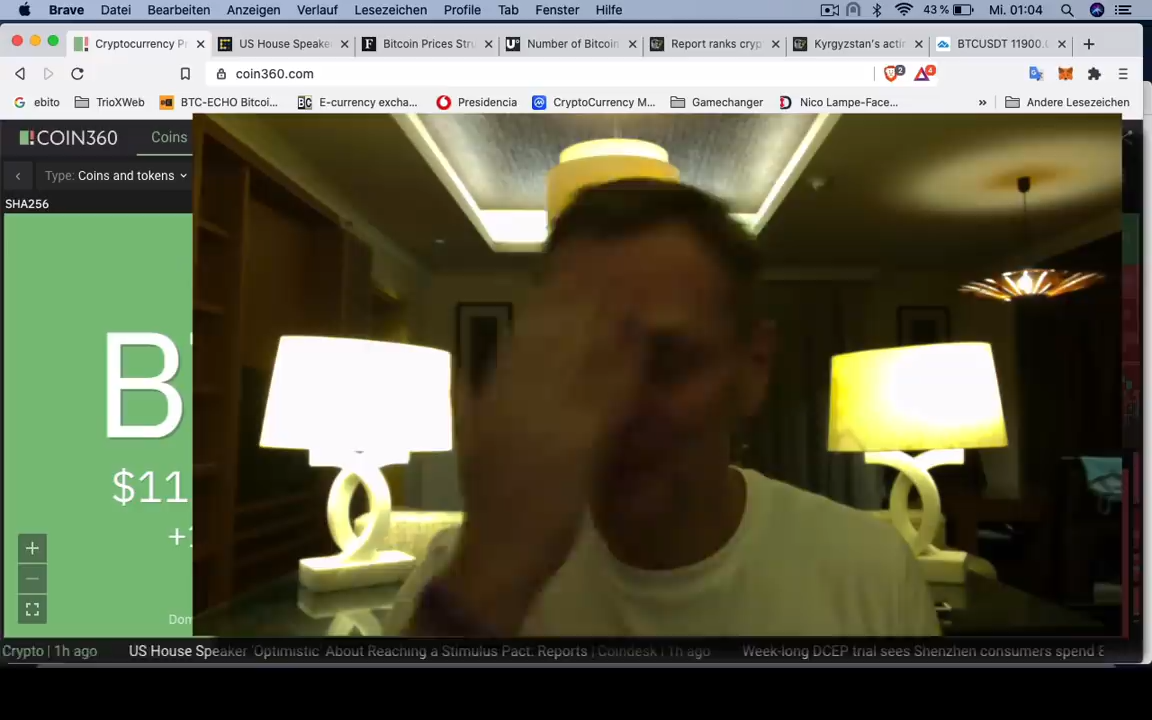 Brave Datei Bearbeiten Anzeigen Verlauf Lesezeichen Profile Tab Fenster Hilfe 43 % Mi. 01:04
Cryptocurrency Pr US House Speake Bitcoin Prices Stru Number of Bitcoin Report ranks cryp Kyrgyzstan's acti BTCUSDT 11900.
coin360.com 2 4
ebito TrioXWeb BTC-ECHO Bitcoi... E-currency excha... Presidencia CryptoCurrency M... Gamechanger Nico Lampe-Face... » Andere Lesezeichen
COIN360 Coins
Type: Coins and tokens
SHA256
B
$11
+
Dom
Crypto | 1h ago US House Speaker 'Optimistic' About Reaching a Stimulus Pact: Reports | Coindesk | 1h ago Week-long DCEP trial sees Shenzhen consumers spend